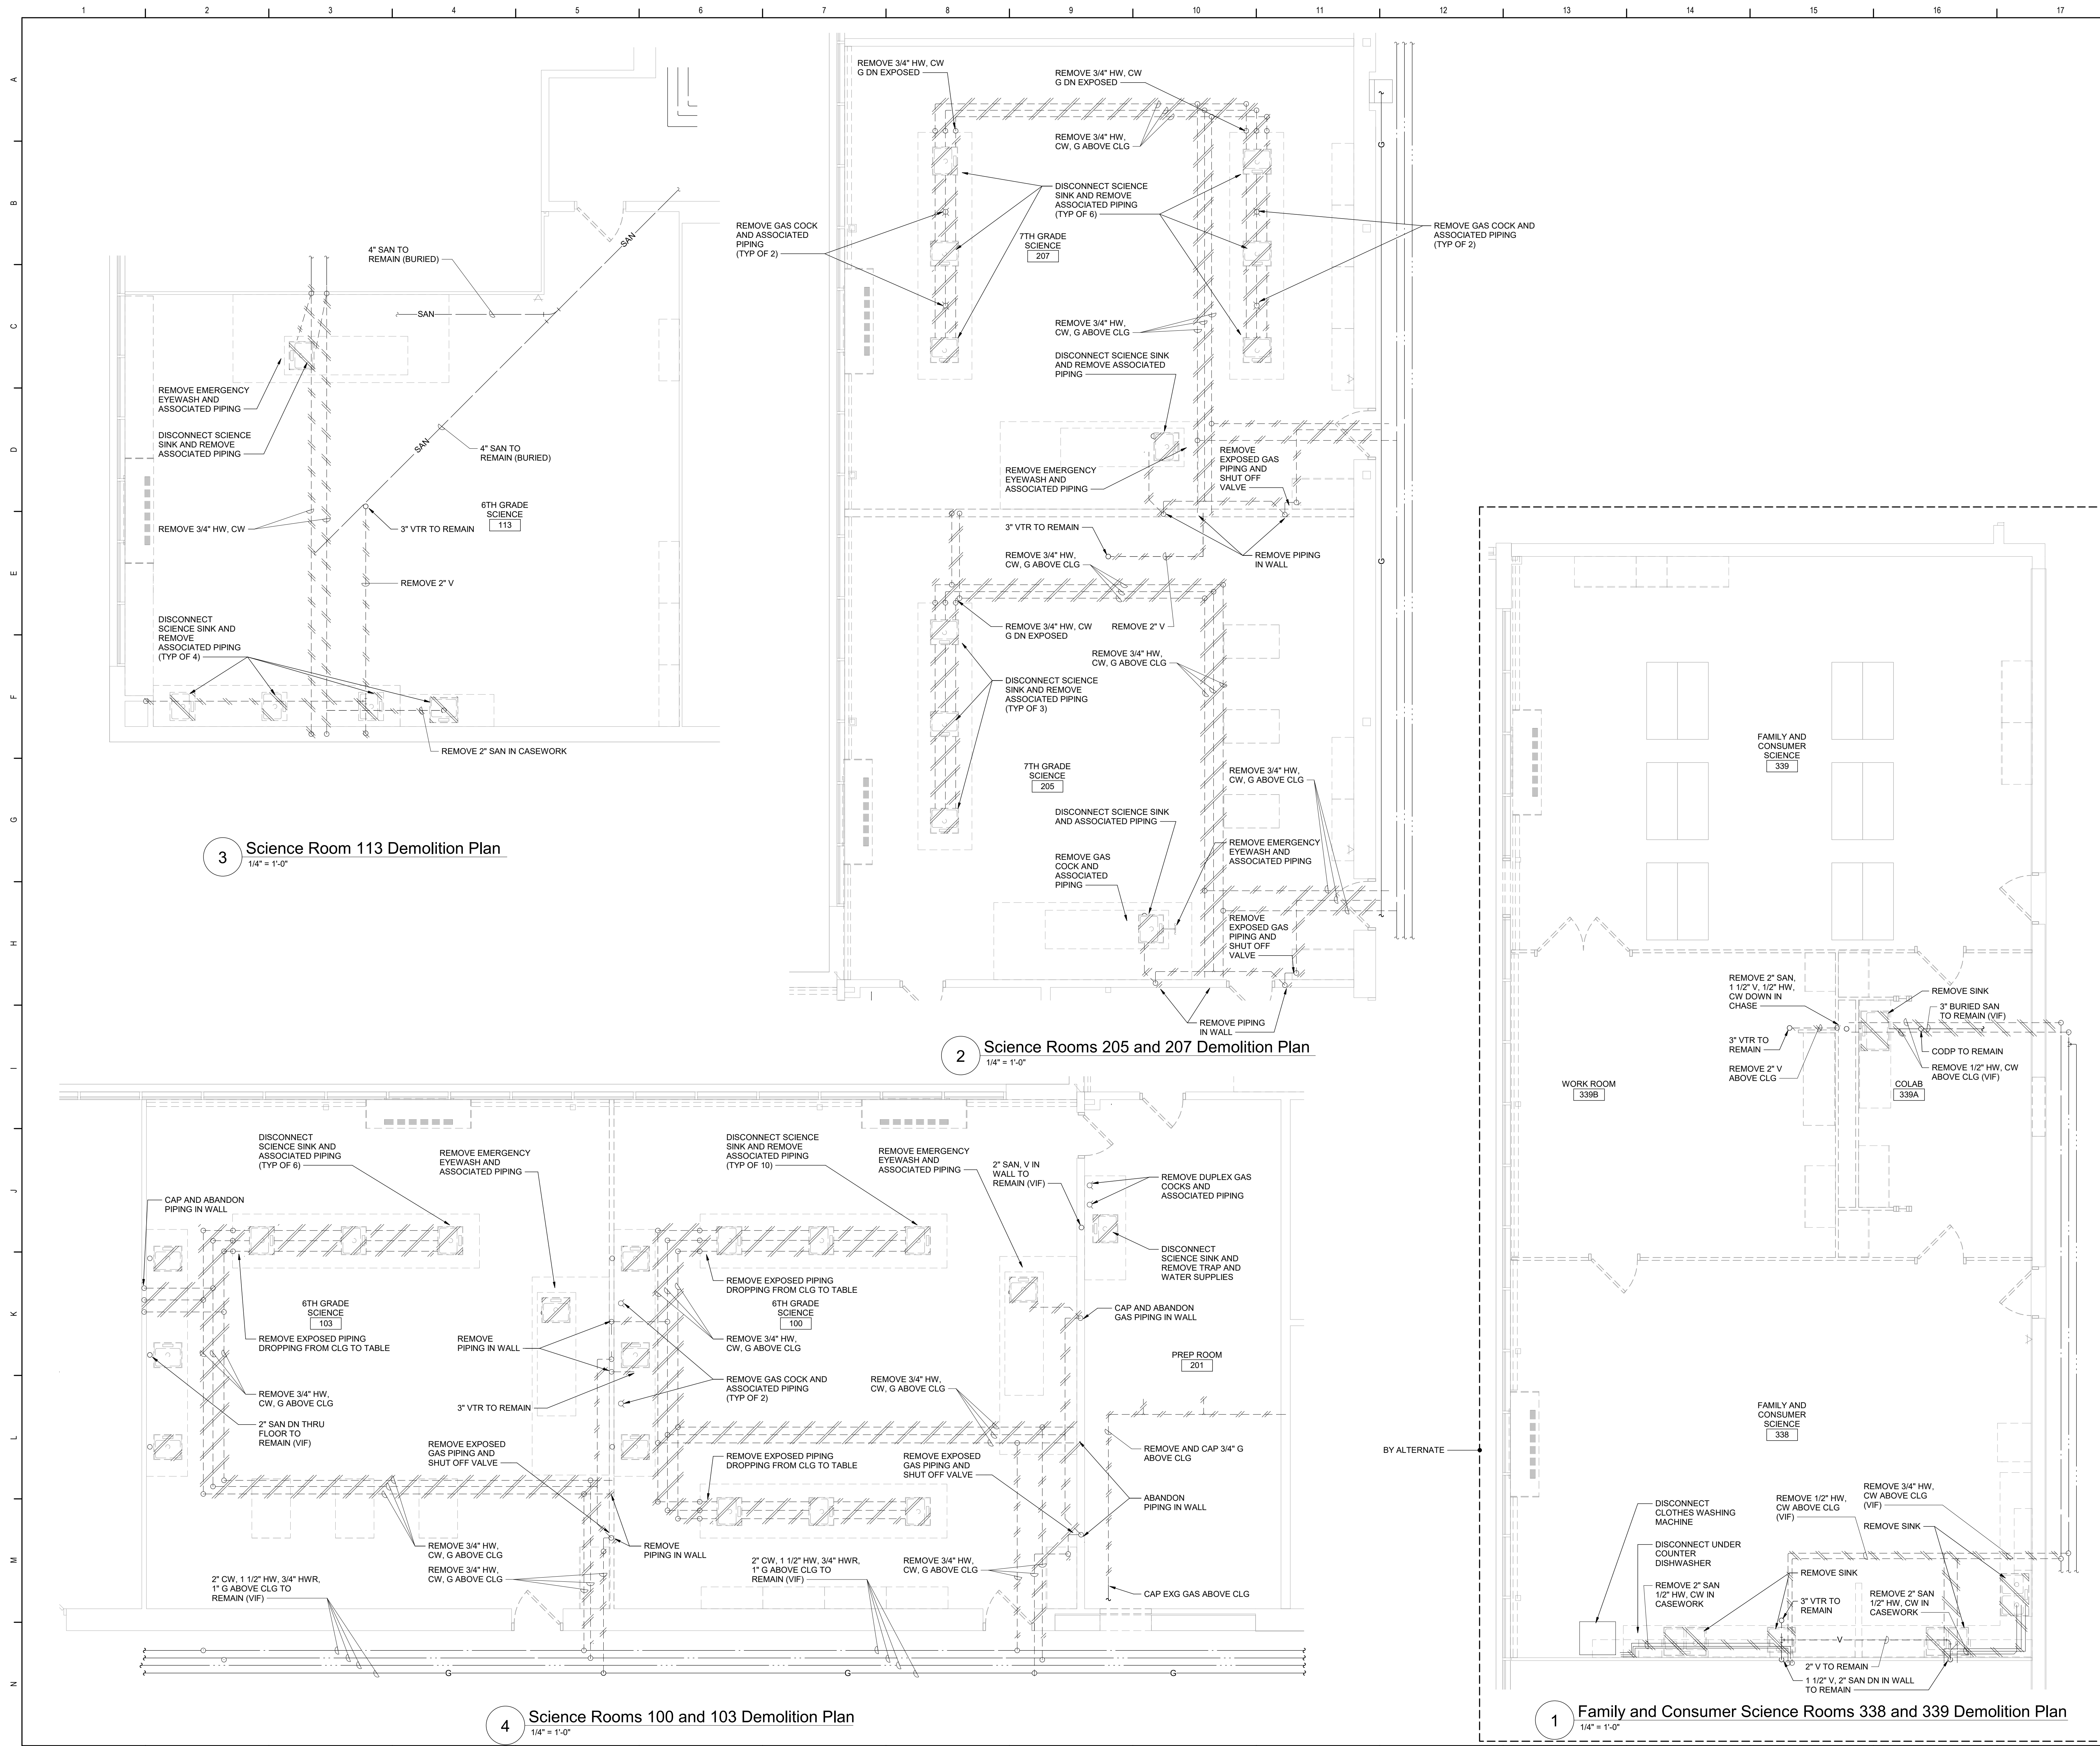 1 2 3 4 5 6 7 8 9 10 11 12 13 14 15 16 17
A
B
C
D
E
F
G
H
I
J
K
L
M
N
4" SAN TO
REMAIN (BURIED)
SAN
SAN
SAN
REMOVE EMERGENCY
EYEWASH AND
ASSOCIATED PIPING
DISCONNECT SCIENCE
SINK AND REMOVE
ASSOCIATED PIPING
4" SAN TO
REMAIN (BURIED)
6TH GRADE
SCIENCE
113
REMOVE 3/4" HW, CW
3" VTR TO REMAIN
REMOVE 2" V
DISCONNECT
SCIENCE SINK AND
REMOVE
ASSOCIATED PIPING
(TYP OF 4)
REMOVE 2" SAN IN CASEWORK
3
Science Room 113 Demolition Plan
1/4" = 1'-0"
REMOVE 3/4" HW, CW
G DN EXPOSED
REMOVE 3/4" HW, CW
G DN EXPOSED
REMOVE 3/4" HW,
CW, G ABOVE CLG
G
DISCONNECT SCIENCE
SINK AND REMOVE
ASSOCIATED PIPING
(TYP OF 6)
REMOVE GAS COCK
AND ASSOCIATED
PIPING
(TYP OF 2)
7TH GRADE
SCIENCE
207
REMOVE GAS COCK AND
ASSOCIATED PIPING
(TYP OF 2)
REMOVE 3/4" HW,
CW, G ABOVE CLG
DISCONNECT SCIENCE SINK
AND REMOVE ASSOCIATED
PIPING
REMOVE EMERGENCY
EYEWASH AND
ASSOCIATED PIPING
REMOVE
EXPOSED GAS
PIPING AND
SHUT OFF
VALVE
3" VTR TO REMAIN
REMOVE 3/4" HW,
CW, G ABOVE CLG
REMOVE PIPING
IN WALL
G
REMOVE 3/4" HW, CW
G DN EXPOSED
REMOVE 2" V
REMOVE 3/4" HW,
CW, G ABOVE CLG
DISCONNECT SCIENCE
SINK AND REMOVE
ASSOCIATED PIPING
(TYP OF 3)
7TH GRADE
SCIENCE
205
REMOVE 3/4" HW,
CW, G ABOVE CLG
DISCONNECT SCIENCE SINK
AND ASSOCIATED PIPING
REMOVE EMERGENCY
EYEWASH AND
ASSOCIATED PIPING
REMOVE GAS
COCK AND
ASSOCIATED
PIPING
REMOVE
EXPOSED GAS
PIPING AND
SHUT OFF
VALVE
REMOVE PIPING
IN WALL
2
Science Rooms 205 and 207 Demolition Plan
1/4" = 1'-0"
DISCONNECT
SCIENCE SINK AND
ASSOCIATED PIPING
(TYP OF 6)
REMOVE EMERGENCY
EYEWASH AND
ASSOCIATED PIPING
DISCONNECT SCIENCE
SINK AND REMOVE
ASSOCIATED PIPING
(TYP OF 10)
REMOVE EMERGENCY
EYEWASH AND
ASSOCIATED PIPING
2" SAN, V IN
WALL TO
REMAIN (VIF)
REMOVE DUPLEX GAS
COCKS AND
ASSOCIATED PIPING
CAP AND ABANDON
PIPING IN WALL
DISCONNECT
SCIENCE SINK AND
REMOVE TRAP AND
WATER SUPPLIES
REMOVE EXPOSED PIPING
DROPPING FROM CLG TO TABLE
6TH GRADE
SCIENCE
103
6TH GRADE
SCIENCE
100
CAP AND ABANDON
GAS PIPING IN WALL
REMOVE EXPOSED PIPING
DROPPING FROM CLG TO TABLE
REMOVE
PIPING IN WALL
REMOVE 3/4" HW,
CW, G ABOVE CLG
PREP ROOM
201
REMOVE GAS COCK AND
ASSOCIATED PIPING
(TYP OF 2)
REMOVE 3/4" HW,
CW, G ABOVE CLG
REMOVE 3/4" HW,
CW, G ABOVE CLG
3" VTR TO REMAIN
2" SAN DN THRU
FLOOR TO
REMAIN (VIF)
REMOVE EXPOSED
GAS PIPING AND
SHUT OFF VALVE
REMOVE EXPOSED PIPING
DROPPING FROM CLG TO TABLE
REMOVE EXPOSED
GAS PIPING AND
SHUT OFF VALVE
REMOVE AND CAP 3/4" G
ABOVE CLG
ABANDON
PIPING IN WALL
REMOVE 3/4" HW,
CW, G ABOVE CLG
REMOVE
PIPING IN WALL
REMOVE 3/4" HW,
CW, G ABOVE CLG
2" CW, 1 1/2" HW, 3/4" HWR,
1" G ABOVE CLG TO
REMAIN (VIF)
REMOVE 3/4" HW,
CW, G ABOVE CLG
2" CW, 1 1/2" HW, 3/4" HWR,
1" G ABOVE CLG TO
REMAIN (VIF)
CAP EXG GAS ABOVE CLG
G
G
G
4
Science Rooms 100 and 103 Demolition Plan
1/4" = 1'-0"
FAMILY AND
CONSUMER
SCIENCE
339
REMOVE 2" SAN,
1 1/2" V, 1/2" HW,
CW DOWN IN
CHASE
REMOVE SINK
3" BURIED SAN
TO REMAIN (VIF)
3" VTR TO
REMAIN
CODP TO REMAIN
REMOVE 2" V
ABOVE CLG
REMOVE 1/2" HW, CW
ABOVE CLG (VIF)
WORK ROOM
339B
COLAB
339A
FAMILY AND
CONSUMER
SCIENCE
338
BY ALTERNATE
DISCONNECT
CLOTHES WASHING
MACHINE
REMOVE 1/2" HW,
CW ABOVE CLG
(VIF)
REMOVE 3/4" HW,
CW ABOVE CLG
(VIF)
REMOVE SINK
DISCONNECT UNDER
COUNTER
DISHWASHER
REMOVE SINK
REMOVE 2" SAN
1/2" HW, CW IN
CASEWORK
3" VTR TO
REMAIN
REMOVE 2" SAN
1/2" HW, CW IN
CASEWORK
V
2" V TO REMAIN
1 1/2" V, 2" SAN DN IN WALL
TO REMAIN
1
Family and Consumer Science Rooms 338 and 339 Demolition Plan
1/4" = 1'-0"